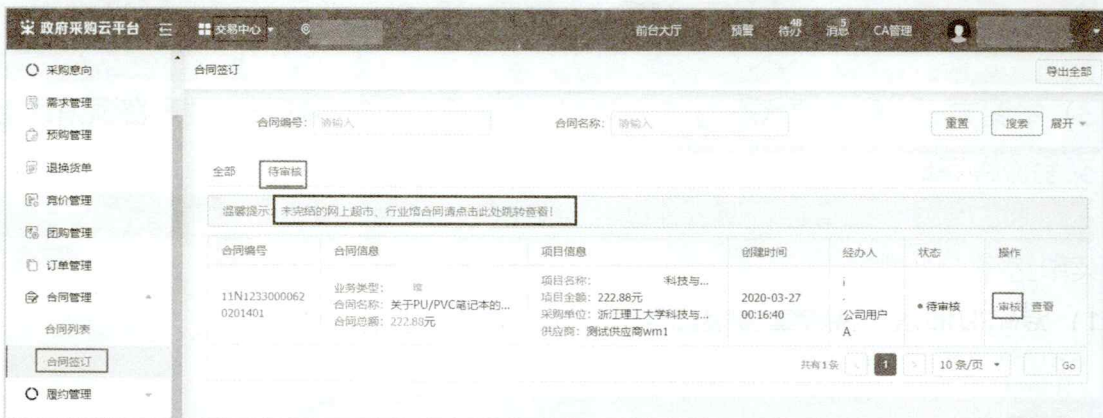 政府采购云平台
交易中心
前台大厅
预警
48
待办
5
消息
CA管理
采购意向
需求管理
预购管理
退换货单
竞价管理
团购管理
订单管理
合同管理
合同列表
合同签订
履约管理
合同签订
导出全部
合同编号： 请输入
合同名称： 请输入
重置
搜索
展开
全部
待审核
温馨提示：未完结的网上超市、行业馆合同请点击此处跳转查看！
合同编号 合同信息 项目信息 创建时间 经办人 状态 操作
11N1233000062
0201401
业务类型：
合同名称：关于PU/PVC笔记本的...
合同总额：222.88元
项目名称： 科技与...
项目金额：222.88元
采购单位：浙江理工大学科技与...
供应商：测试供应商wm1
2020-03-27
00:16:40
公司用户
A
待审核
审核 查看
共有1条
1
10 条/页
Go